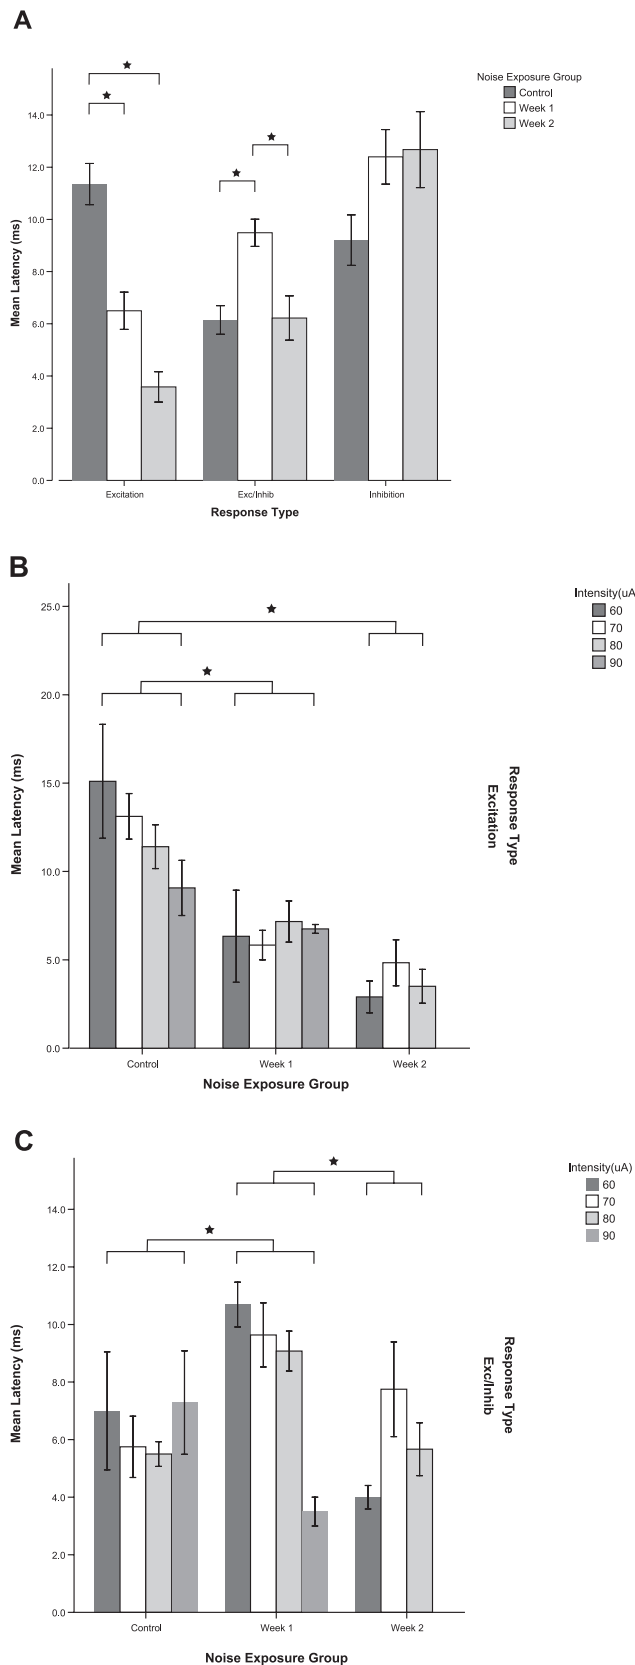 A
Noise Exposure Group
Control
Week 1
Week 2
14.0
12.0
10.0
8.0
6.0
4.0
2.0
0.0
Mean Latency (ms)
Excitation Exc/Inhib Inhibition
Response Type
B
Intensity(uA
60
70
80
90
25.0
20.0
15.0
10.0
5.0
0.0
Mean Latency (ms)
Response Type
Excitation
Control Week 1 Week 2
Noise Exposure Group
C
Intensity(uA)
60
70
80
90
14.0
12.0
10.0
8.0
6.0
4.0
2.0
0.0
Mean Latency (ms)
Response Type
Exc/Inhib
Control Week 1 Week 2
Noise Exposure Group